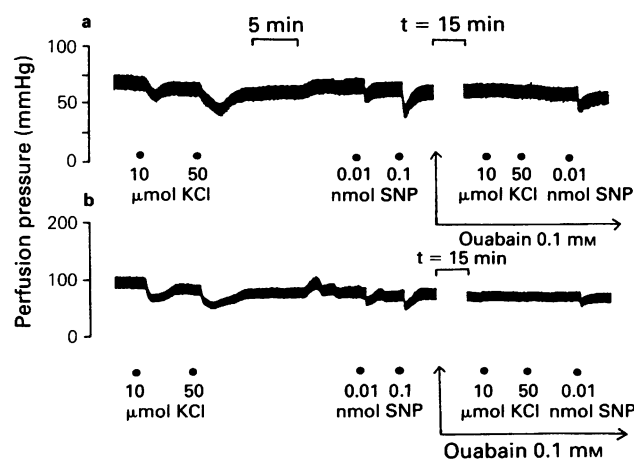 a
5 min
t = 15 min
100
50
0
10 50 0.01 0.1 10 50 0.01
μmol KCl nmol SNP μmol KCl nmol SNP
Ouabain 0.1 mM
b
t = 15 min
200
100
0
10 50 0.01 0.1 10 50 0.01
μmol KCl nmol SNP μmol KCl nmol SNP
Ouabain 0.1 mM
Perfusion pressure (mmHg)